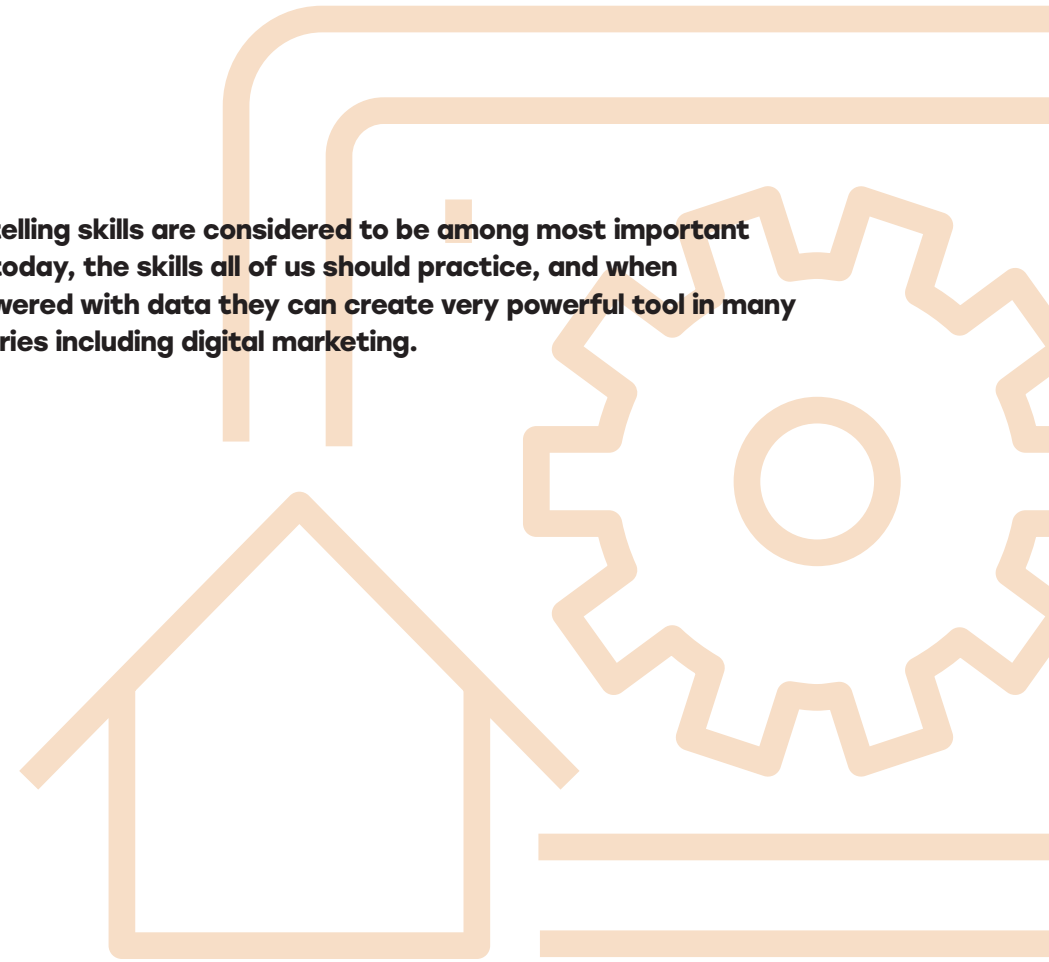 telling skills are considered to be among most important
today, the skills all of us should practice, and when
wered with data they can create very powerful tool in many
ries including digital marketing.